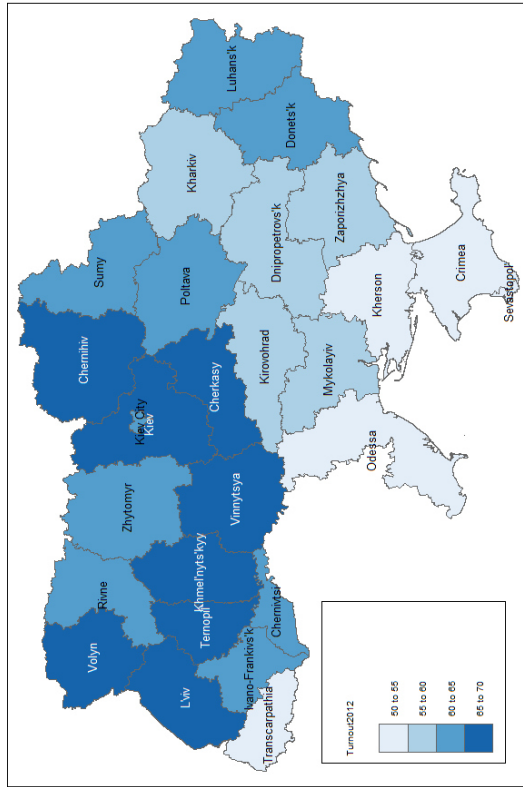 Volyn
Rivne
Zhytomyr
Kiev City
Kiev
Chernihiv
Sumy
L'viv
Ternopil
Khmel'nyts'kyy
Vinnytsya
Cherkasy
Poltava
Kharkiv
Luhans'k
Transcarpathia
Ivano-Frankivs'k
Chernivtsi
Kirovohrad
Dnipropetrovs'k
Donets'k
Odessa
Mykolayiv
Zaporizhzhya
Kherson
Crimea
Sevastopol
Turnout2012
50 to 55
55 to 60
60 to 65
65 to 70